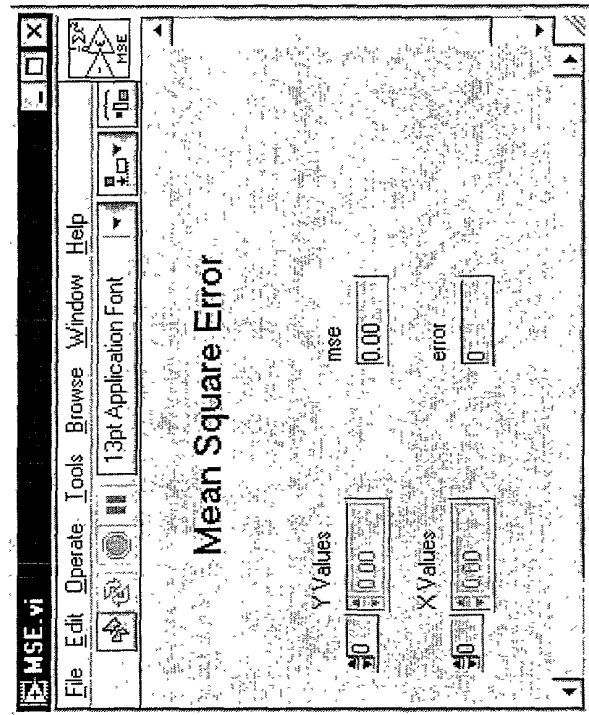 MSE.vi
File Edit Operate Tools Browse Window Help
13pt Application Font
MSE
Mean Square Error
Y Values
0 0.00
mse
0.00
X Values
0 0.00
error
0